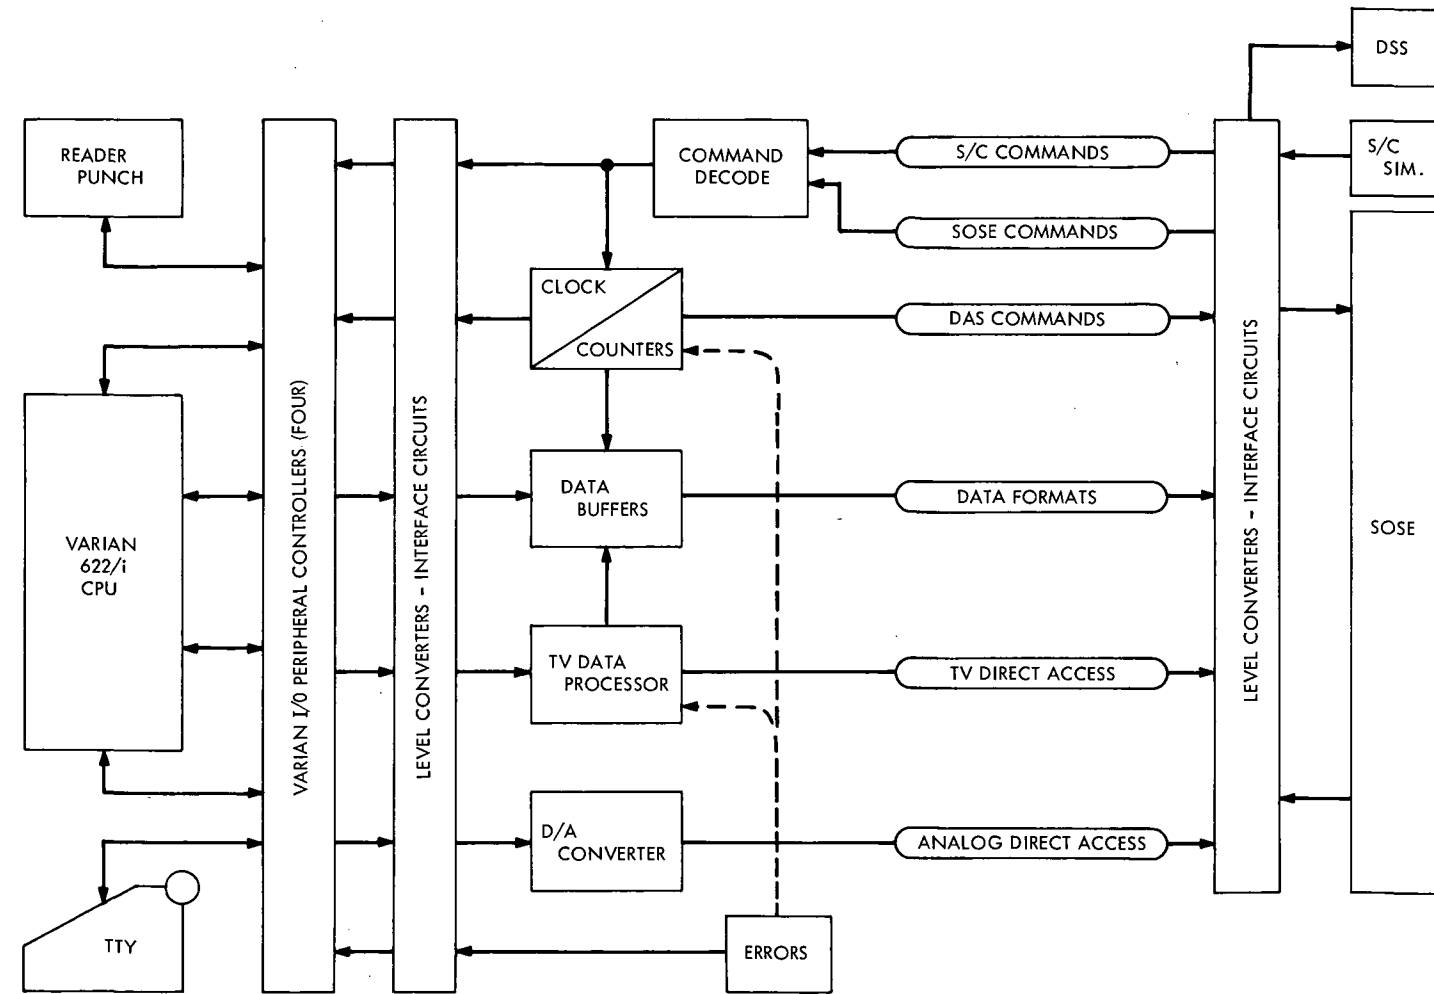 DSS
READER
PUNCH
COMMAND
DECODE
S/C COMMANDS
S/C
SIM.
SOSE COMMANDS
CLOCK
COUNTERS
DAS COMMANDS
VARIAN I/0 PERIPHERAL CONTROLLERS (FOUR)
LEVEL CONVERTERS - INTERFACE CIRCUITS
LEVEL CONVERTERS - INTERFACE CIRCUITS
DATA
BUFFERS
DATA FORMATS
SOSE
VARIAN
622/i
CPU
TV DATA
PROCESSOR
TV DIRECT ACCESS
D/A
CONVERTER
ANALOG DIRECT ACCESS
TTY
ERRORS